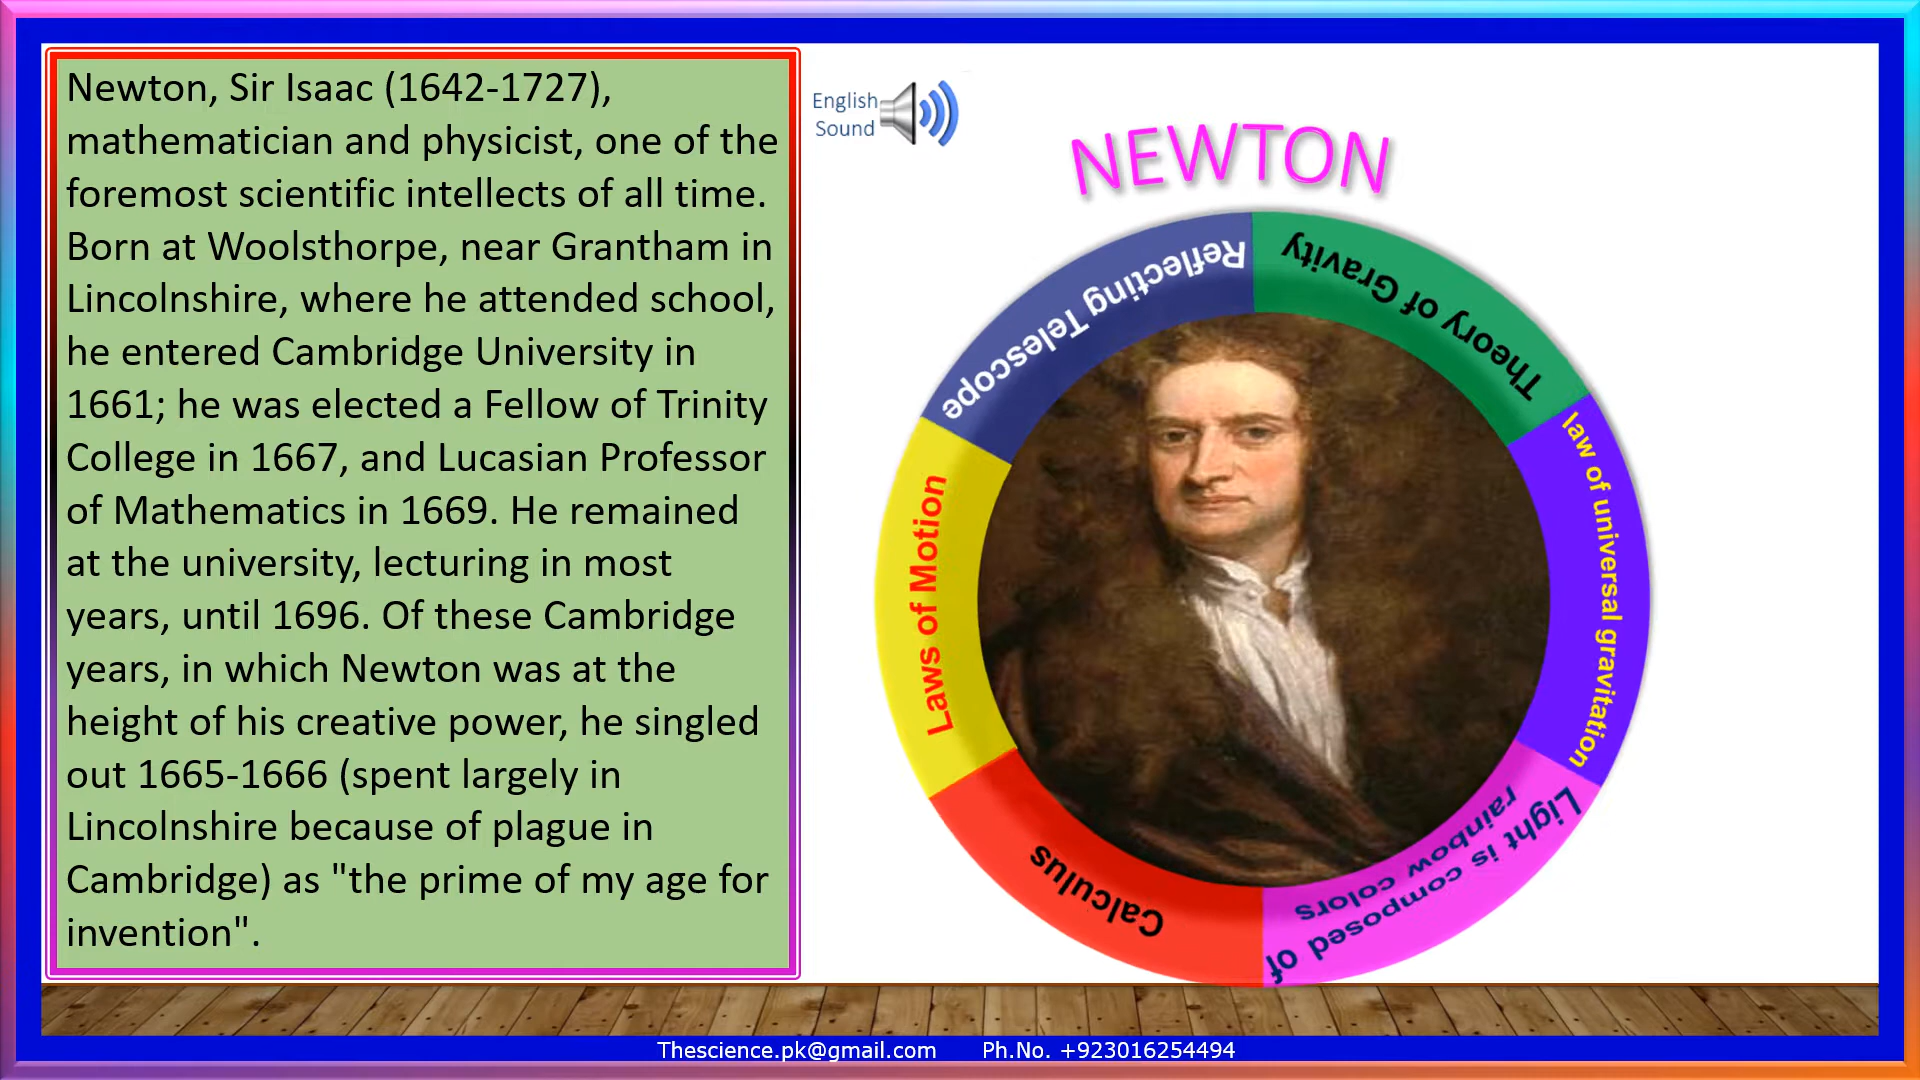 Newton, Sir Isaac (1642-1727),
mathematician and physicist, one of the
foremost scientific intellects of all time.
Born at Woolsthorpe, near Grantham in
Lincolnshire, where he attended school,
he entered Cambridge University in
1661; he was elected a Fellow of Trinity
College in 1667, and Lucasian Professor
of Mathematics in 1669. He remained
at the university, lecturing in most
years, until 1696. Of these Cambridge
years, in which Newton was at the
height of his creative power, he singled
out 1665-1666 (spent largely in
Lincolnshire because of plague in
Cambridge) as "the prime of my age for
invention".
English
Sound
NEWTON
Reflecting Telescope
Theory of Gravity
law of universal gravitation
Light is composed of
rainbow colors
Calculus
Laws of Motion
Thescience.pk@gmail.com Ph.No. +923016254494